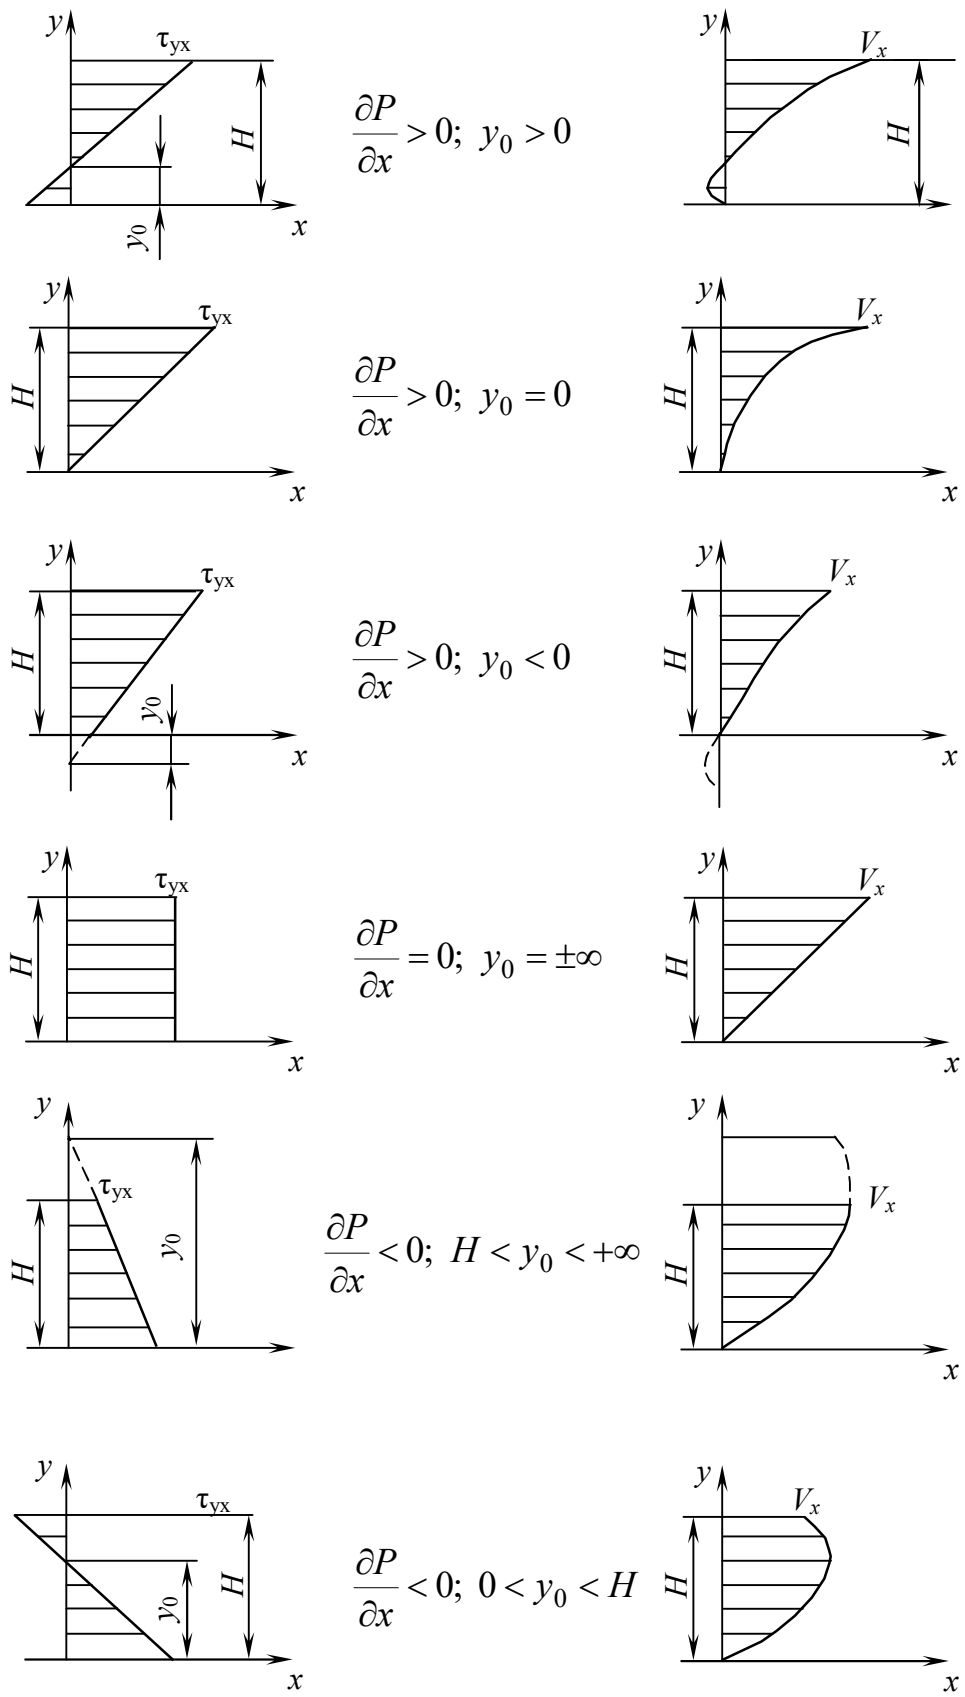 y τyx H y₀ x
∂P/∂x > 0; y₀ > 0
y Vₓ H
y τyx H x
∂P/∂x > 0; y₀ = 0
y Vₓ H x
y τyx H y₀ x
∂P/∂x > 0; y₀ < 0
y Vₓ H x
y τyx H x
∂P/∂x = 0; y₀ = ±∞
y Vₓ H x
y τyx H y₀
∂P/∂x < 0; H < y₀ < +∞
y Vₓ H x
y τyx H y₀ x
∂P/∂x < 0; 0 < y₀ < H
y Vₓ H x